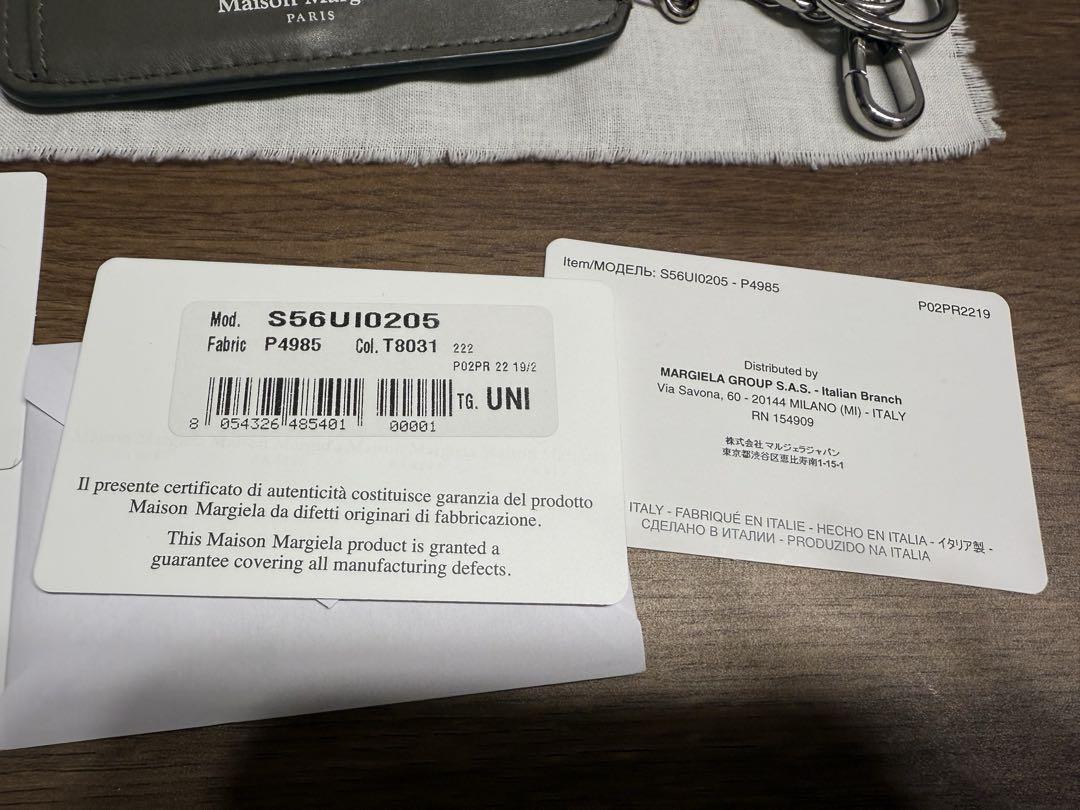 Maison Marg
PARIS
Mod. S56UI0205
Fabric P4985 Col. T8031 222
P02PR 22 19/2
TG. UNI
8 054326 485401 00001
Il presente certificato di autenticità costituisce garanzia del prodotto
Maison Margiela da difetti originari di fabbricazione.
This Maison Margiela product is granted a
guarantee covering all manufacturing defects.
Item/МОДЕЛЬ: S56UI0205 - P4985
P02PR2219
Distributed by
MARGIELA GROUP S.A.S. - Italian Branch
Via Savona, 60 - 20144 MILANO (MI) - ITALY
RN 154909
株式会社 マルジェラジャパン
東京都渋谷区恵比寿南1-15-1
ITALY - FABRIQUÉ EN ITALIE - HECHO EN ITALIA - イタリア製 -
СДЕЛАНО В ИТАЛИИ - PRODUZIDO NA ITALIA